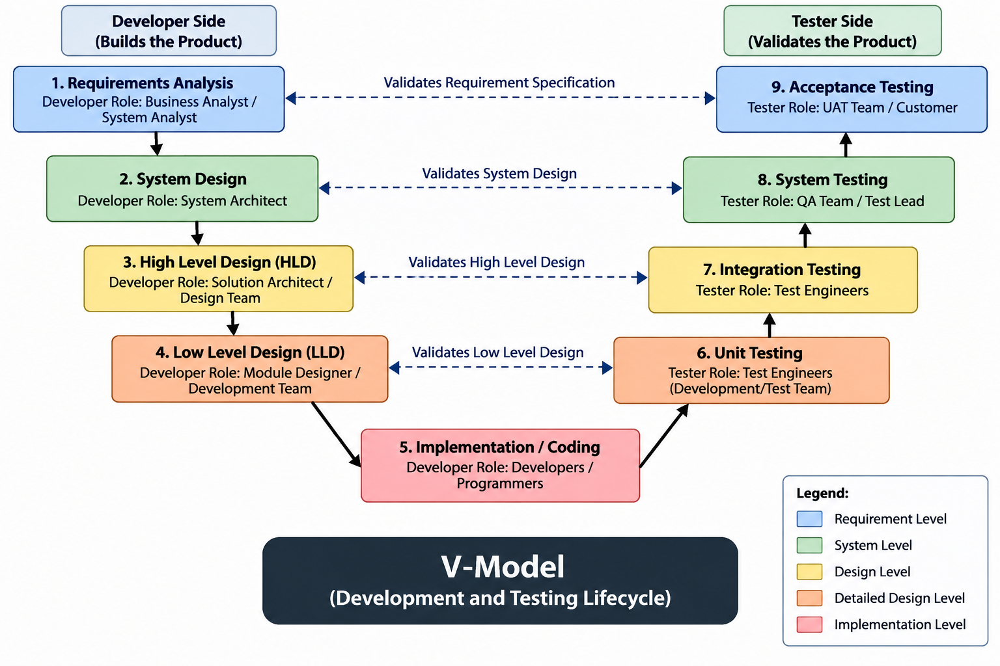 Developer Side
(Builds the Product)
Tester Side
(Validates the Product)
1. Requirements Analysis
Developer Role: Business Analyst /
System Analyst
Validates Requirement Specification
9. Acceptance Testing
Tester Role: UAT Team / Customer
2. System Design
Developer Role: System Architect
Validates System Design
8. System Testing
Tester Role: QA Team / Test Lead
3. High Level Design (HLD)
Developer Role: Solution Architect /
Design Team
Validates High Level Design
7. Integration Testing
Tester Role: Test Engineers
4. Low Level Design (LLD)
Developer Role: Module Designer /
Development Team
Validates Low Level Design
6. Unit Testing
Tester Role: Test Engineers
(Development/Test Team)
5. Implementation / Coding
Developer Role: Developers /
Programmers
V-Model
(Development and Testing Lifecycle)
Legend:
Requirement Level
System Level
Design Level
Detailed Design Level
Implementation Level